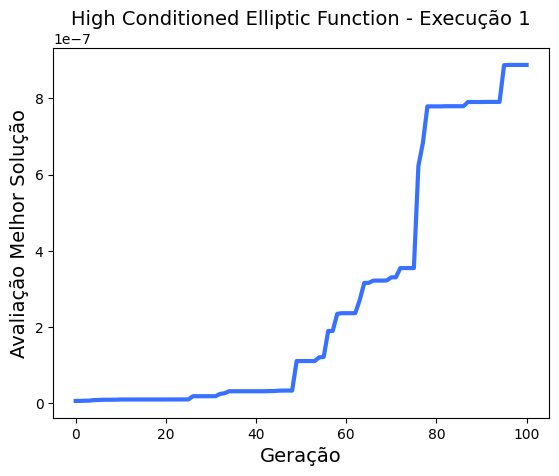 High Conditioned Elliptic Function - Execução 1
1e−7
8
6
4
2
0
Avaliação Melhor Solução
0 20 40 60 80 100
Geração